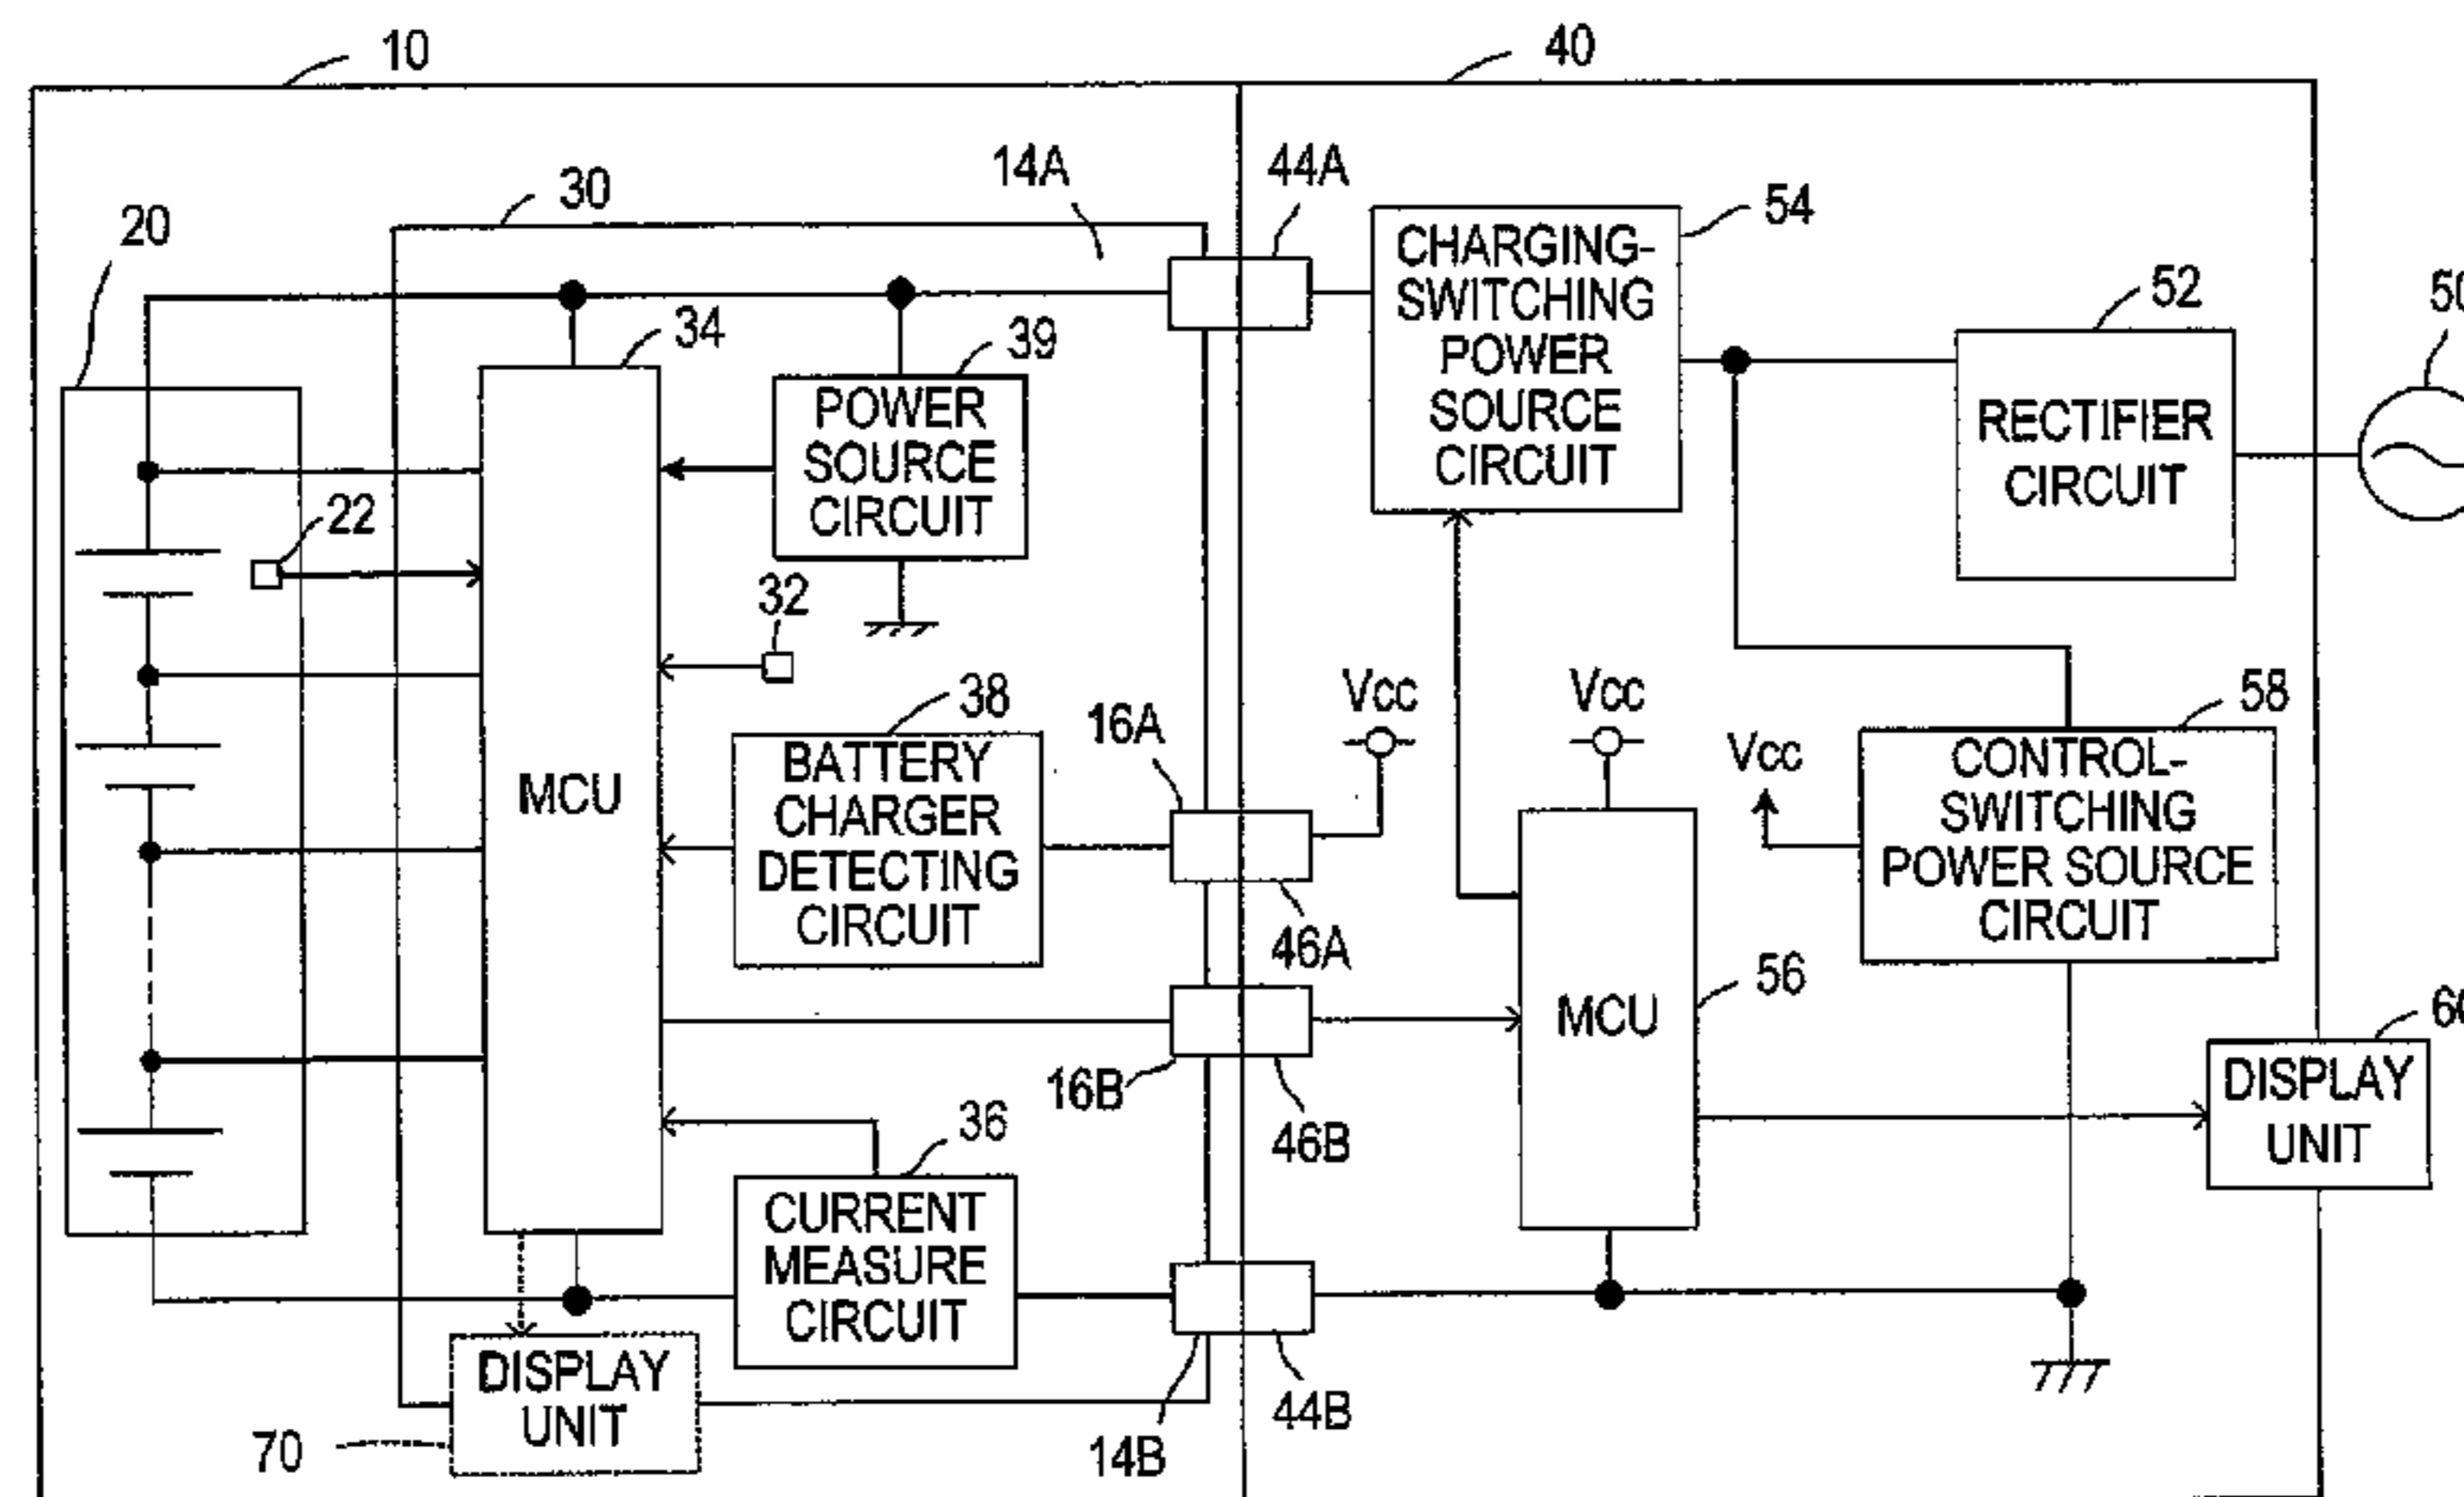 10
40
14A
44A
30
54
20
CHARGING-
SWITCHING
POWER
SOURCE
CIRCUIT
52
34
39
POWER
SOURCE
CIRCUIT
RECTIFIER
CIRCUIT
22
32
38
16A
Vcc
Vcc
58
Vcc
BATTERY
CHARGER
DETECTING
CIRCUIT
MCU
CONTROL-
SWITCHING
POWER SOURCE
CIRCUIT
46A
56
MCU
16B
46B
DISPLAY
UNIT
36
CURRENT
MEASURE
CIRCUIT
DISPLAY
UNIT
70
14B
44B